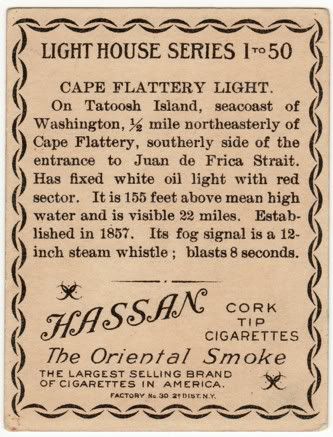 LIGHT HOUSE SERIES 1 TO 50
CAPE FLATTERY LIGHT.
On Tatoosh Island, seacoast of
Washington, ½ mile northeasterly of
Cape Flattery, southerly side of the
entrance to Juan de Frica Strait.
Has fixed white oil light with red
sector. It is 155 feet above mean high
water and is visible 22 miles. Estab-
lished in 1857. Its fog signal is a 12-
inch steam whistle; blasts 8 seconds.
HASSAN
CORK
TIP
CIGARETTES
The Oriental Smoke
THE LARGEST SELLING BRAND
OF CIGARETTES IN AMERICA.
FACTORY No. 30 2D DIST. N.Y.